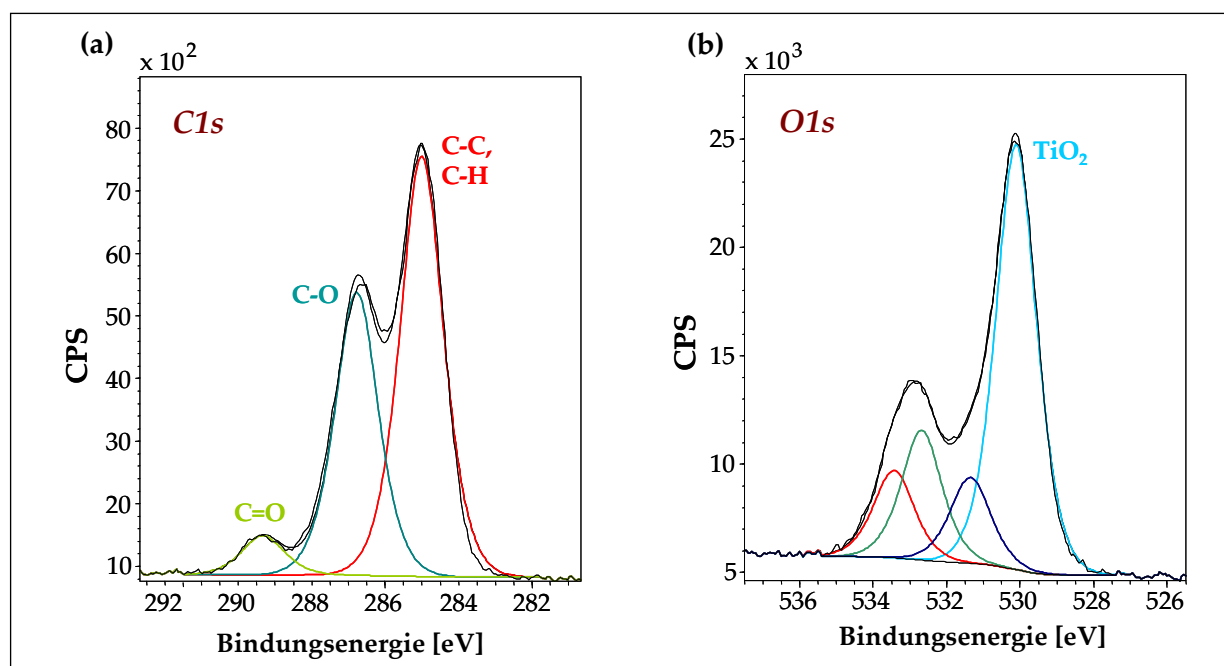 (a)
x 10²
C1s
CPS
80
70
60
50
40
30
20
10
C-C,
C-H
C-O
C=O
292 290 288 286 284 282
Bindungsenergie [eV]
(b)
x 10³
O1s
CPS
25
20
15
10
5
TiO₂
536 534 532 530 528 526
Bindungsenergie [eV]